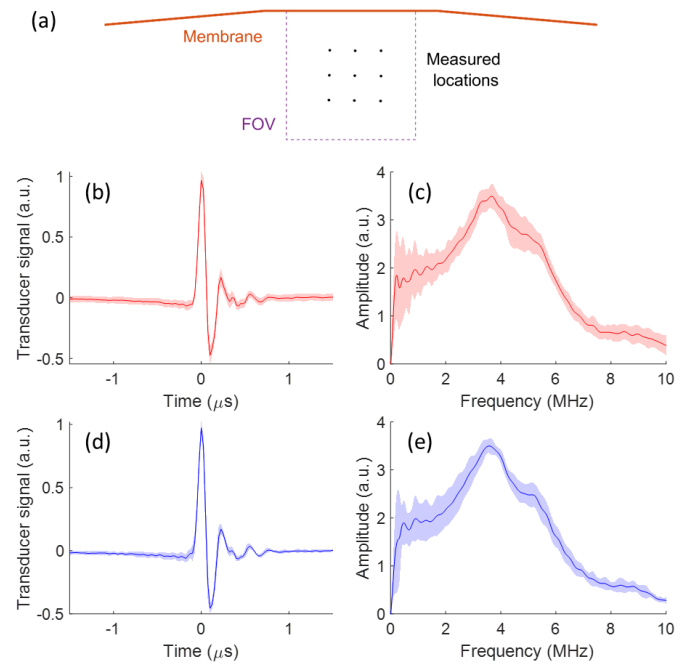 (a)
Membrane
Measured
locations
FOV
(b)
Transducer signal (a.u.)
1
0.5
0
-0.5
-1
0
1
Time (μs)
(c)
Amplitude (a.u.)
4
3
2
1
0
0
2
4
6
8
10
Frequency (MHz)
(d)
Transducer signal (a.u.)
1
0.5
0
-0.5
-1
0
1
Time (μs)
(e)
Amplitude (a.u.)
4
3
2
1
0
0
2
4
6
8
10
Frequency (MHz)